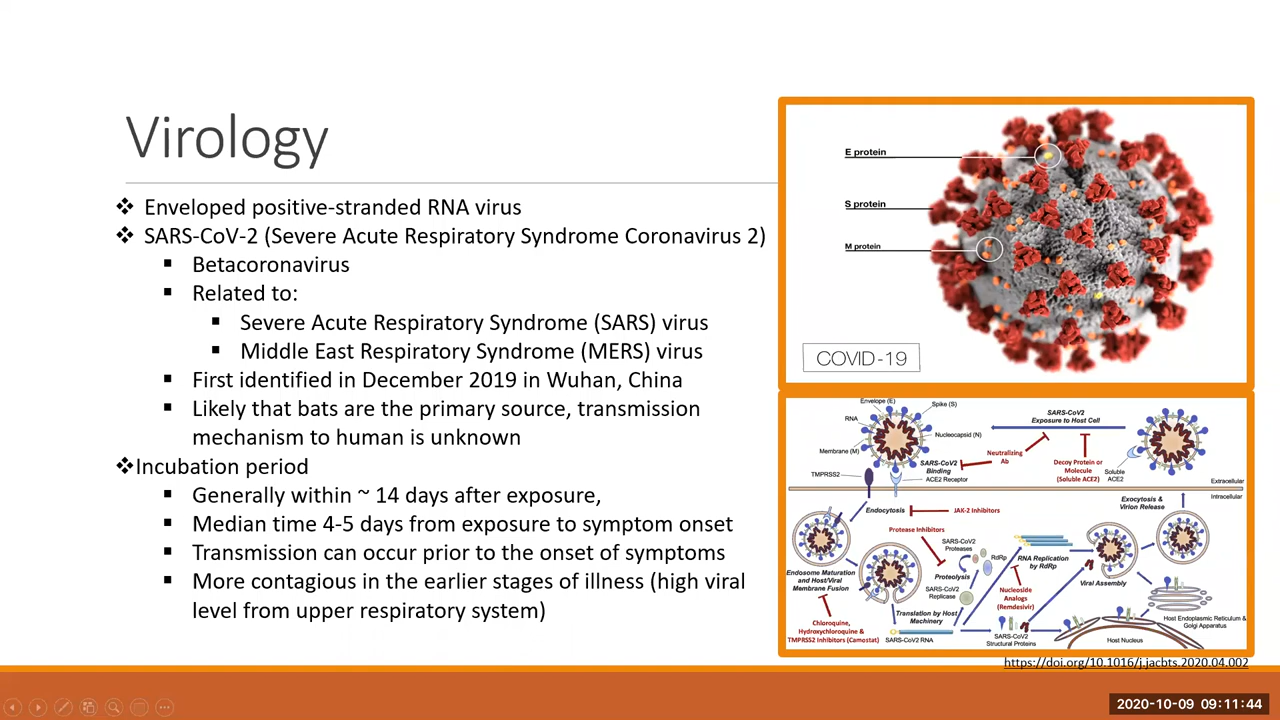 Virology
❖ Enveloped positive-stranded RNA virus
❖ SARS-CoV-2 (Severe Acute Respiratory Syndrome Coronavirus 2)
▪ Betacoronavirus
▪ Related to:
▪ Severe Acute Respiratory Syndrome (SARS) virus
▪ Middle East Respiratory Syndrome (MERS) virus
▪ First identified in December 2019 in Wuhan, China
▪ Likely that bats are the primary source, transmission
mechanism to human is unknown
❖Incubation period
▪ Generally within ~ 14 days after exposure,
▪ Median time 4-5 days from exposure to symptom onset
▪ Transmission can occur prior to the onset of symptoms
▪ More contagious in the earlier stages of illness (high viral
level from upper respiratory system)
E protein
S protein
M protein
COVID-19
Envelope (E)
Spike (S)
RNA
Nucleocapsid (N)
Membrane (M)
TMPRSS2
SARS-CoV2
Binding
ACE2 Receptor
Neutralizing
Ab
SARS-CoV2
Exposure to Host Cell
Decoy Protein or
Molecule
(Soluble ACE2)
Soluble
ACE2
Extracellular
Intracellular
Endocytosis
JAK-2 Inhibitors
Exocytosis &
Virion Release
Protease Inhibitors
SARS-CoV2
Proteases
RdRp
RNA Replication
by RdRp
Endosome Maturation
and Host/Viral
Membrane Fusion
Proteolysis
SARS-CoV2
Replicase
Nucleoside
Analogs
(Remdesivir)
Viral Assembly
Translation by Host
Machinery
Chloroquine,
Hydroxychloroquine &
TMPRSS2 Inhibitors (Camostat)
SARS-CoV2 RNA
SARS-CoV2
Structural Proteins
Host Nucleus
Host Endoplasmic Reticulum &
Golgi Apparatus
https://doi.org/10.1016/j.jacbts.2020.04.002
2020-10-09 09:11:44